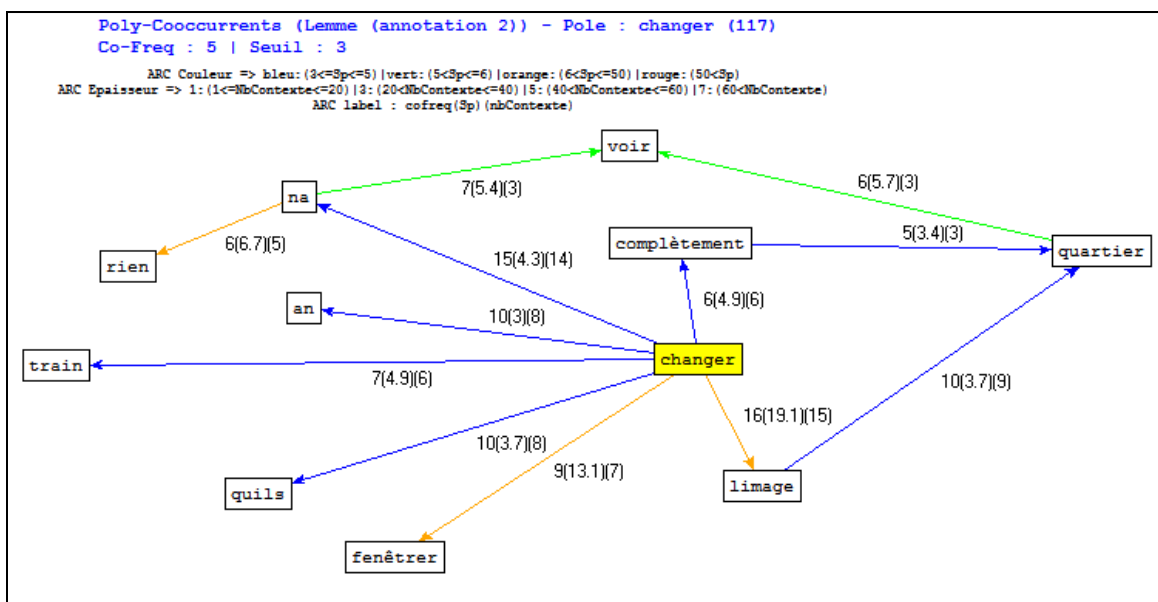 Poly-Cooccurrents (Lemme (annotation 2)) - Pole : changer (117)
Co-Freq : 5 | Seuil : 3
ARC Couleur => bleu:(3<=Sp<=5)|vert:(5<Sp<=6)|orange:(6<Sp<=50)|rouge:(50<Sp)
ARC Epaisseur => 1:(1<=NbContexte<=20)|3:(20<NbContexte<=40)|5:(40<NbContexte<=60)|7:(60<NbContexte)
ARC label : cofreq(Sp)(nbContexte)
voir
7(5.4)(3)
6(5.7)(3)
na
6(6.7)(5)
complètement
5(3.4)(3)
quartier
rien
15(4.3)(14)
6(4.9)(6)
an
10(3)(8)
changer
train
7(4.9)(6)
10(3.7)(9)
16(19.1)(15)
10(3.7)(8)
9(13.1)(7)
quils
limage
fenêtrer